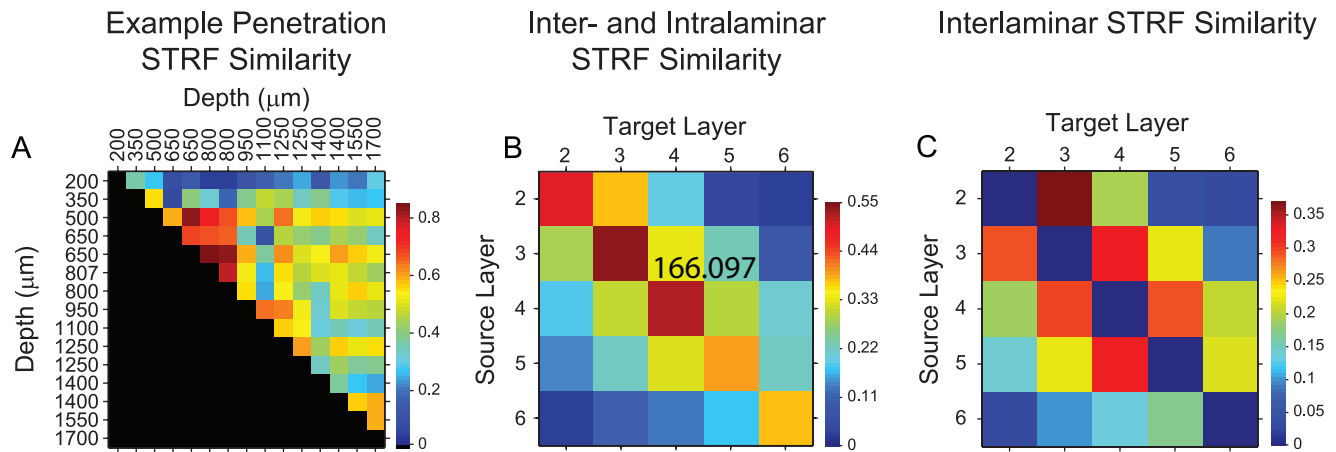 Example Penetration
STRF Similarity
Depth (μm)
A
200 350 500 650 650 800 800 950 1100 1250 1250 1400 1400 1550 1700
200
350
500
650
650
807
800
950
1100
1250
1250
1400
1400
1550
1700
Depth (μm)
0.8
0.6
0.4
0.2
0
Inter- and Intralaminar
STRF Similarity
Target Layer
B
2 3 4 5 6
2
3
4
5
6
Source Layer
166.097
0.55
0.44
0.33
0.22
0.11
0
Interlaminar STRF Similarity
Target Layer
C
2 3 4 5 6
2
3
4
5
6
Source Layer
0.35
0.3
0.25
0.2
0.15
0.1
0.05
0